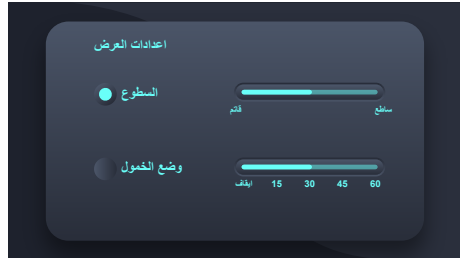 اعدادات العرض
السطوع
قاتم ساطع
وضع الخمول
ايقاف 15 30 45 60